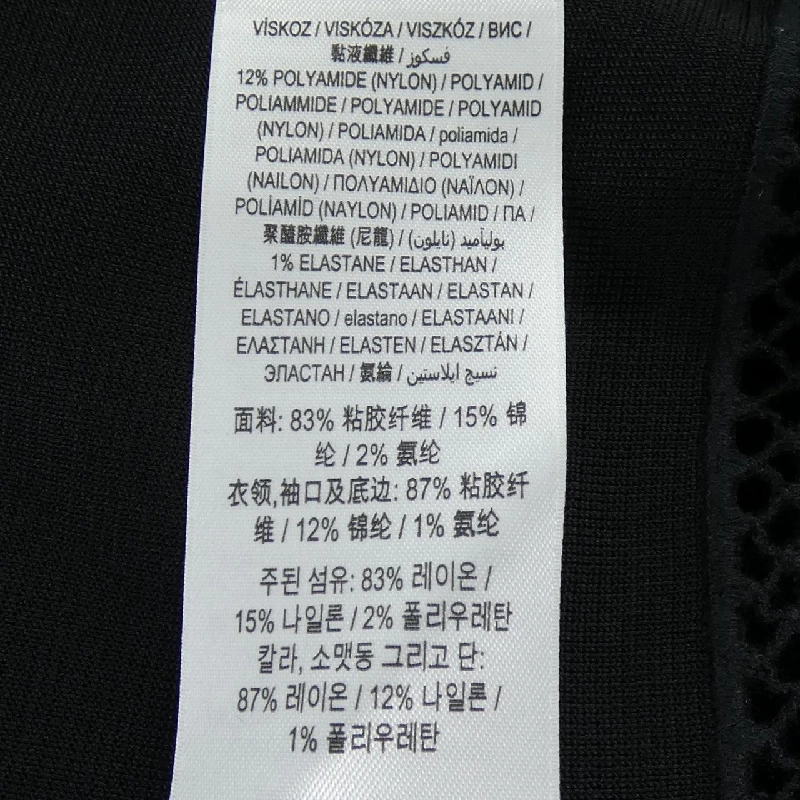 VİSKOZ / VISKÓZA / VISZKÓZ / ВИС /
黏液纖維 / فسكوز
12% POLYAMIDE (NYLON) / POLYAMID /
POLIAMMIDE / POLYAMIDE / POLYAMID
(NYLON) / POLIAMIDA / poliamida /
POLIAMIDA (NYLON) / POLYAMIDI
(NAILON) / ΠΟΛΥΑΜΙΔΙΟ (ΝΑΪΛΟΝ) /
POLİAMİD (NAYLON) / POLIAMID / ПА /
聚醯胺纖維 (尼龍) / بوليأميد (نايلون)
1% ELASTANE / ELASTHAN /
ÉLASTHANE / ELASTAAN / ELASTAN /
ELASTANO / elastano / ELASTAANI /
ΕΛΑΣΤΑΝΗ / ELASTEN / ELASZTÁN /
ЭЛАСТАН / 氨綸 / نسيج ايلاستين
面料: 83% 粘胶纤维 / 15% 锦
纶 / 2% 氨纶
衣领,袖口及底边: 87% 粘胶纤
维 / 12% 锦纶 / 1% 氨纶
주된 섬유: 83% 레이온 /
15% 나일론 / 2% 폴리우레탄
칼라, 소맷동 그리고 단:
87% 레이온 / 12% 나일론 /
1% 폴리우레탄